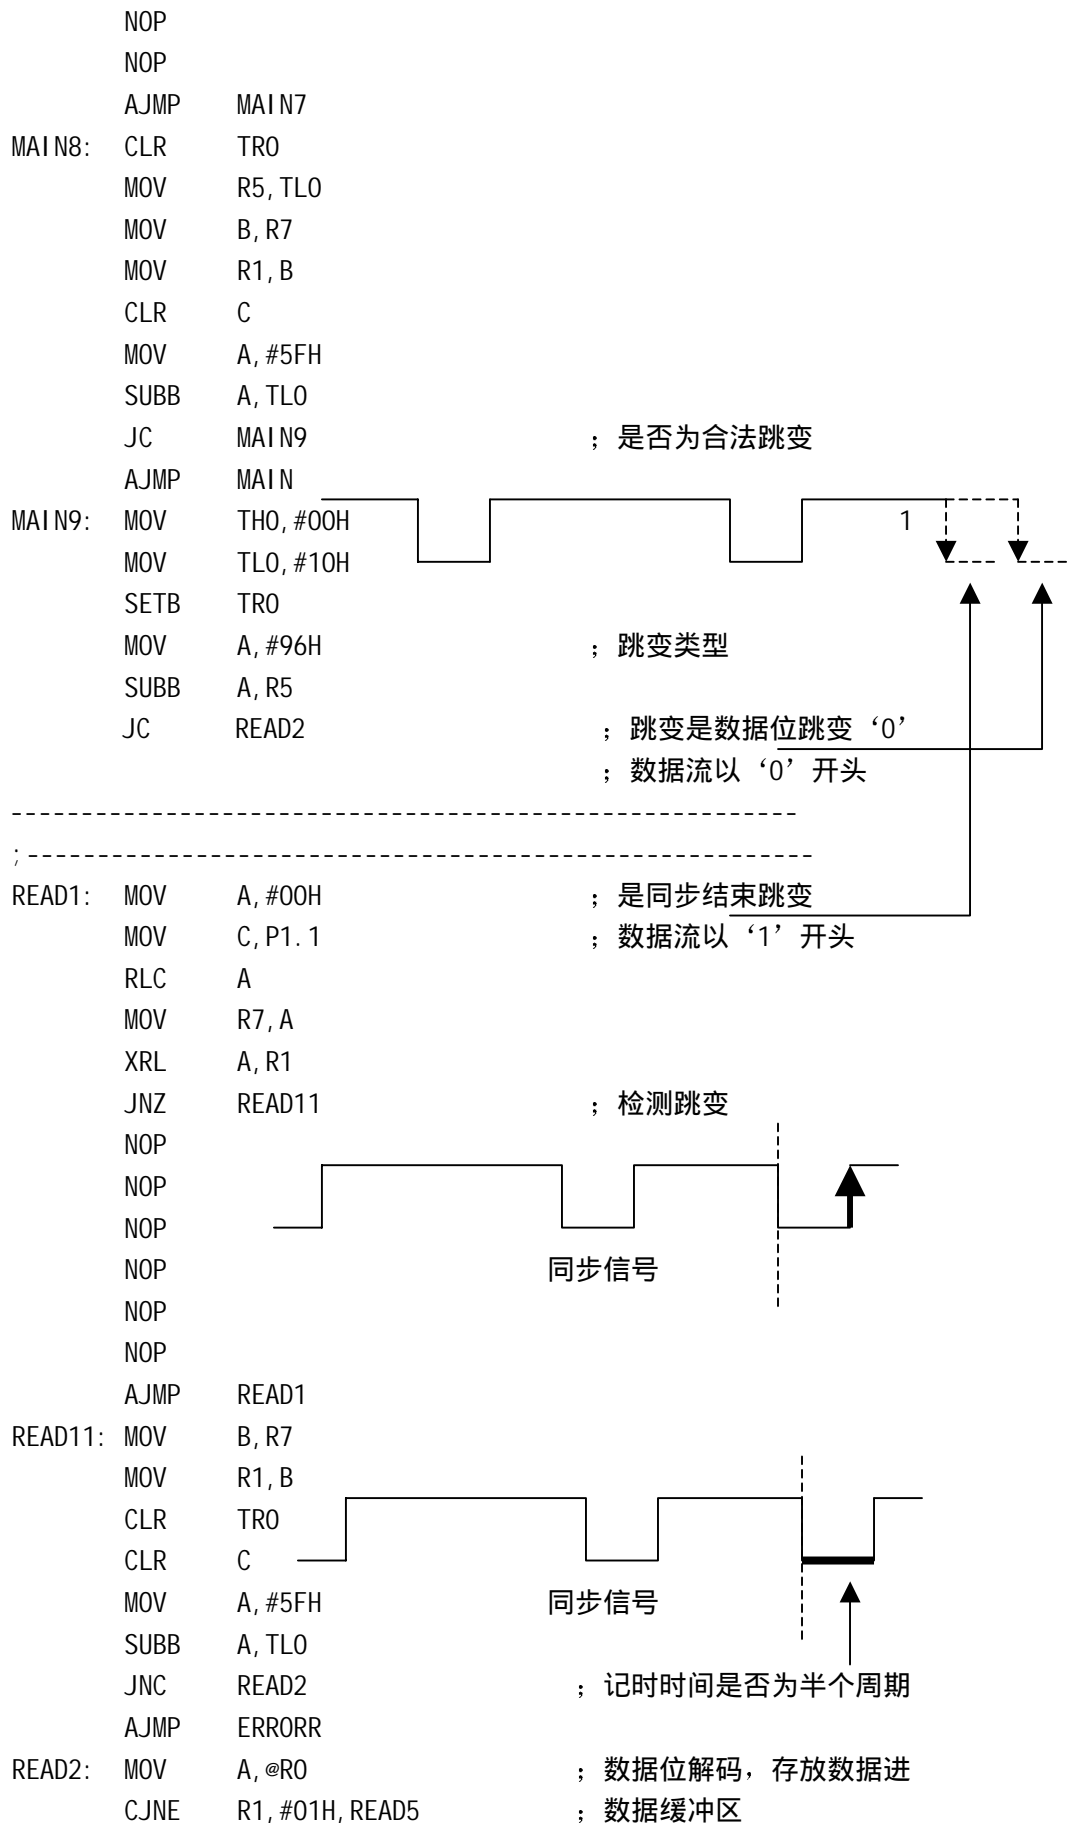 NOP
NOP
AJMP MAIN7
MAIN8: CLR TR0
MOV R5,TL0
MOV B,R7
MOV R1,B
CLR C
MOV A,#5FH
SUBB A,TL0
JC MAIN9 ；是否为合法跳变
AJMP MAIN
MAIN9: MOV TH0,#00H 1
MOV TL0,#10H
SETB TR0
MOV A,#96H ；跳变类型
SUBB A,R5
JC READ2 ；跳变是数据位跳变‘0’
；数据流以‘0’开头
--------------------------------------------------------
;--------------------------------------------------------
READ1: MOV A,#00H ；是同步结束跳变
MOV C,P1.1 ；数据流以‘1’开头
RLC A
MOV R7,A
XRL A,R1
JNZ READ11 ；检测跳变
NOP
NOP
NOP
NOP 同步信号
NOP
NOP
AJMP READ1
READ11: MOV B,R7
MOV R1,B
CLR TR0
CLR C
MOV A,#5FH 同步信号
SUBB A,TL0
JNC READ2 ；记时时间是否为半个周期
AJMP ERRORR
READ2: MOV A,@R0 ；数据位解码，存放数据进
CJNE R1,#01H,READ5 ；数据缓冲区